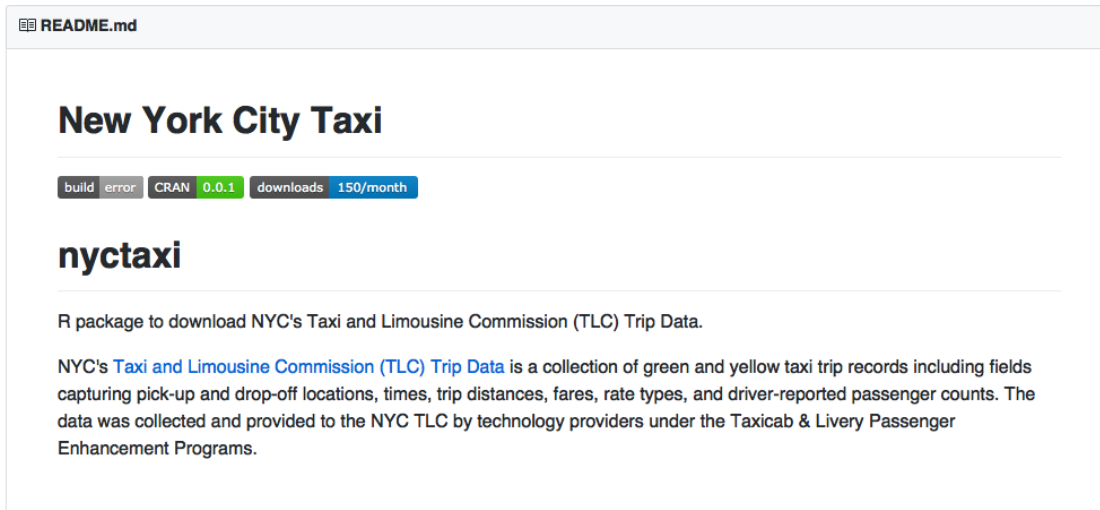 README.md
New York City Taxi
build error CRAN 0.0.1 downloads 150/month
nyctaxi
R package to download NYC's Taxi and Limousine Commission (TLC) Trip Data.
NYC's Taxi and Limousine Commission (TLC) Trip Data is a collection of green and yellow taxi trip records including fields
capturing pick-up and drop-off locations, times, trip distances, fares, rate types, and driver-reported passenger counts. The
data was collected and provided to the NYC TLC by technology providers under the Taxicab & Livery Passenger
Enhancement Programs.